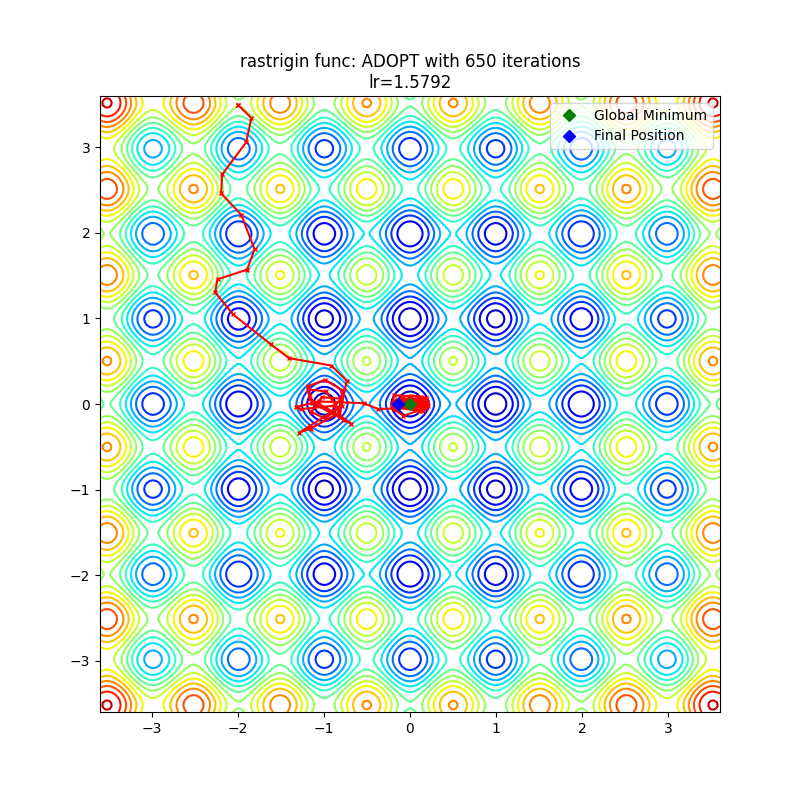 rastrigin func: ADOPT with 650 iterations
lr=1.5792
Global Minimum
Final Position
3
2
1
0
−1
−2
−3
−3 −2 −1 0 1 2 3